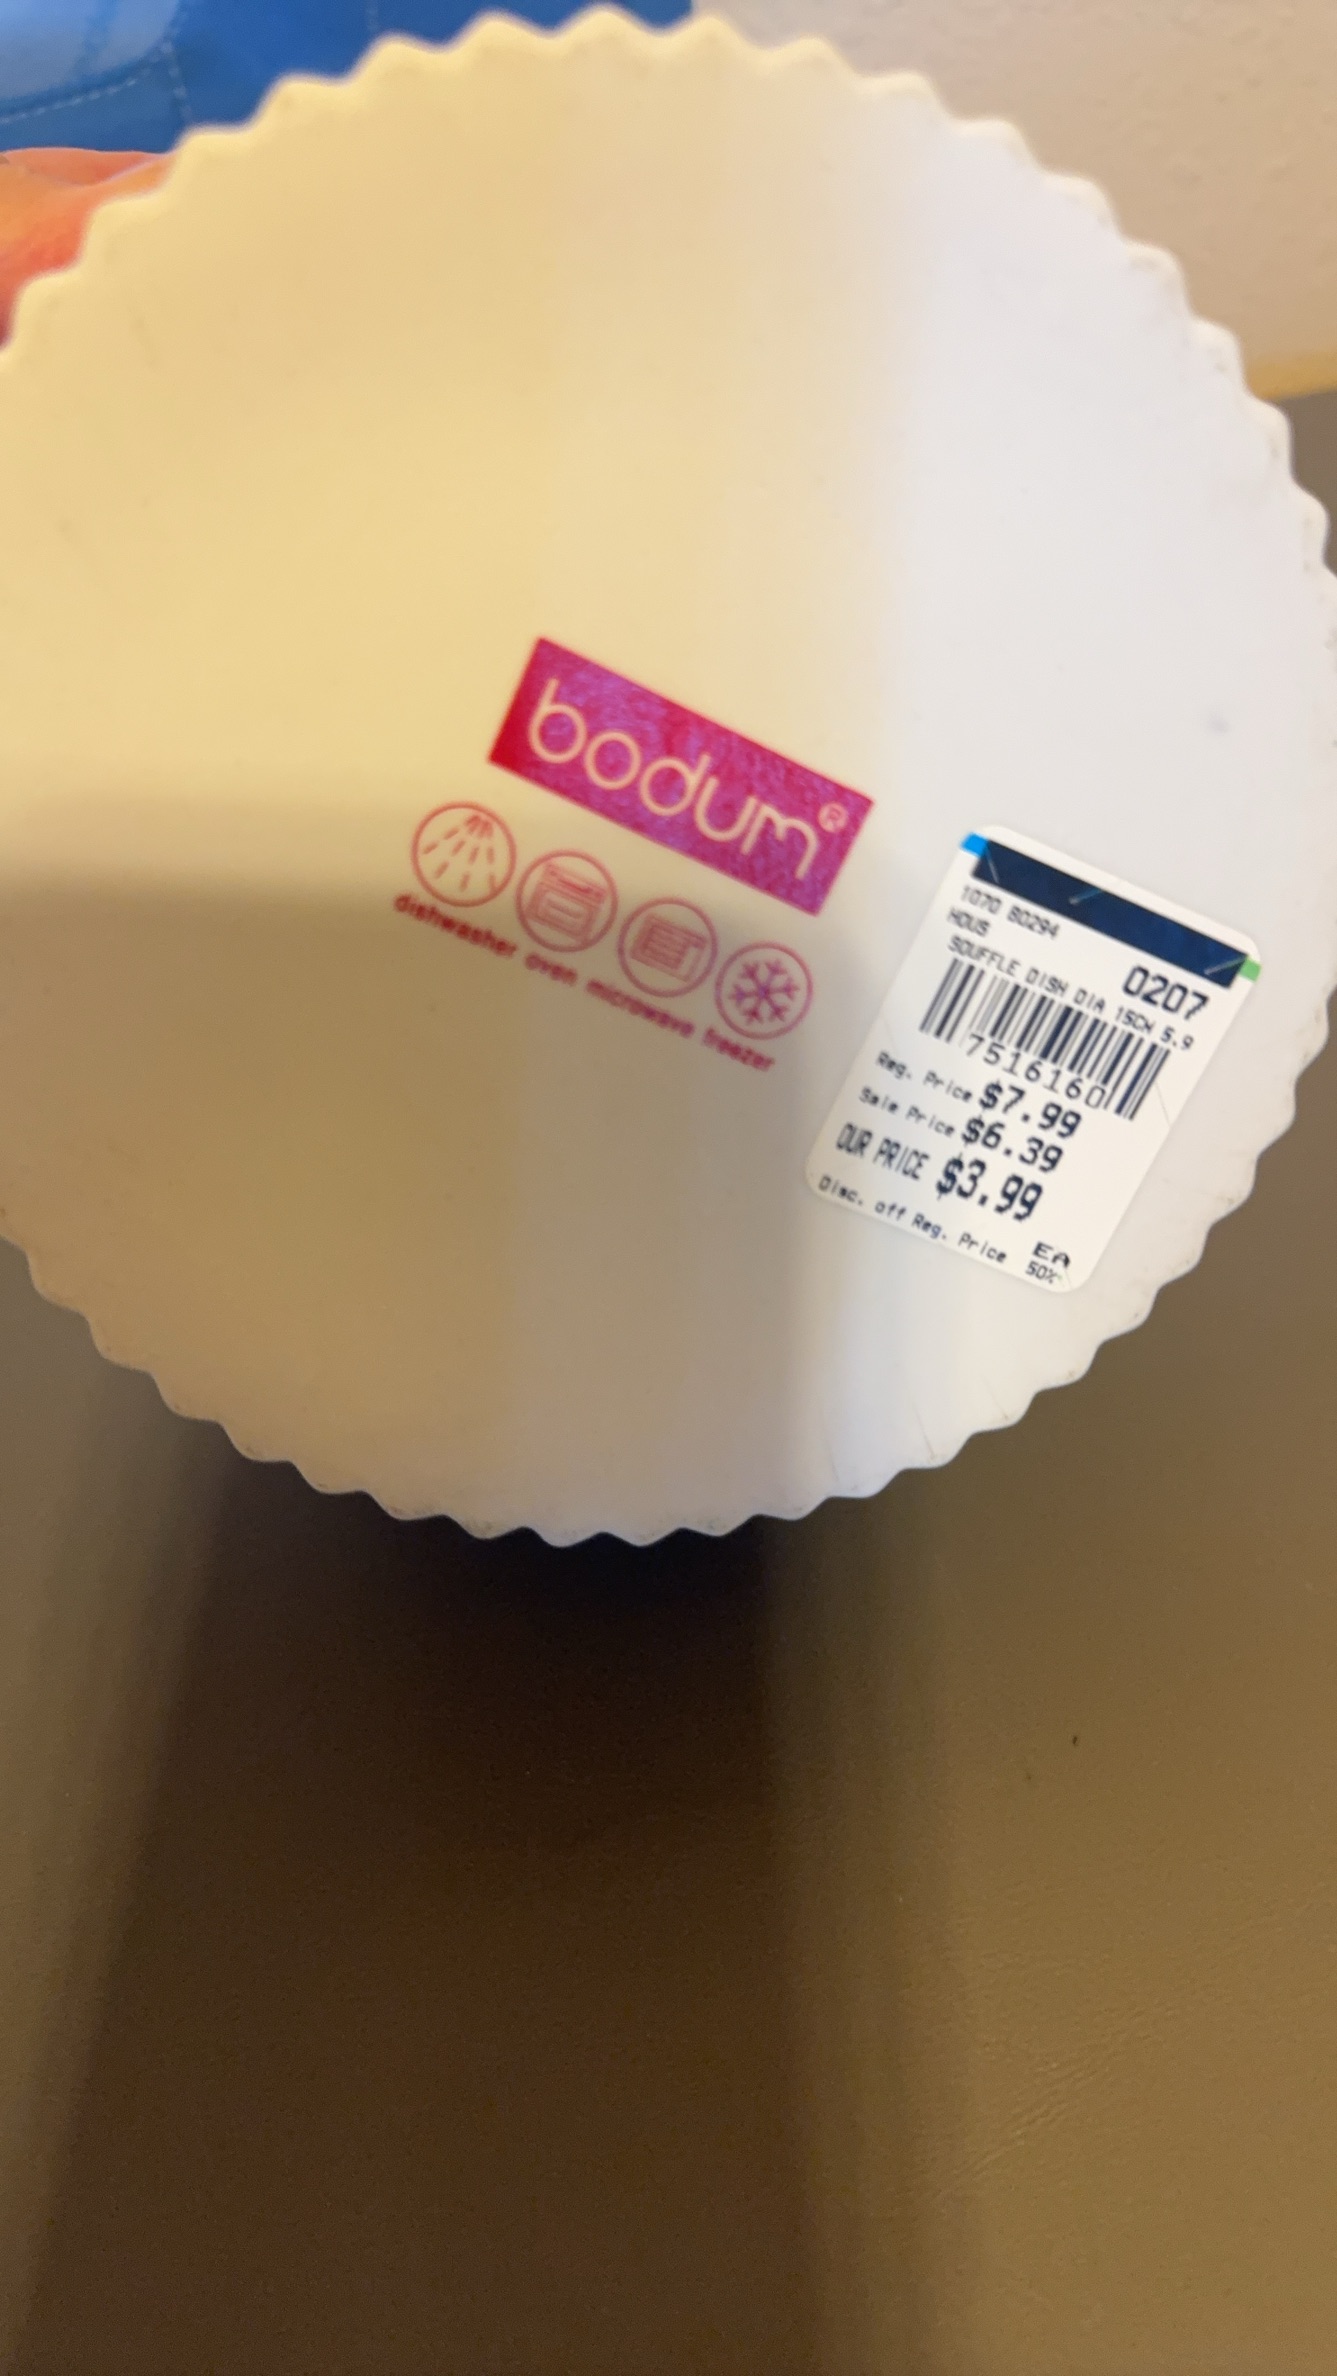 bodum®
dishwasher oven microwave freezer
1070 80294
HOUS 0207
SOUFFLE DISH DIA 15CM 5.9
7516160
Reg. Price $7.99
Sale Price $6.39
OUR PRICE $3.99
EA
Disc. off Reg. Price 50%